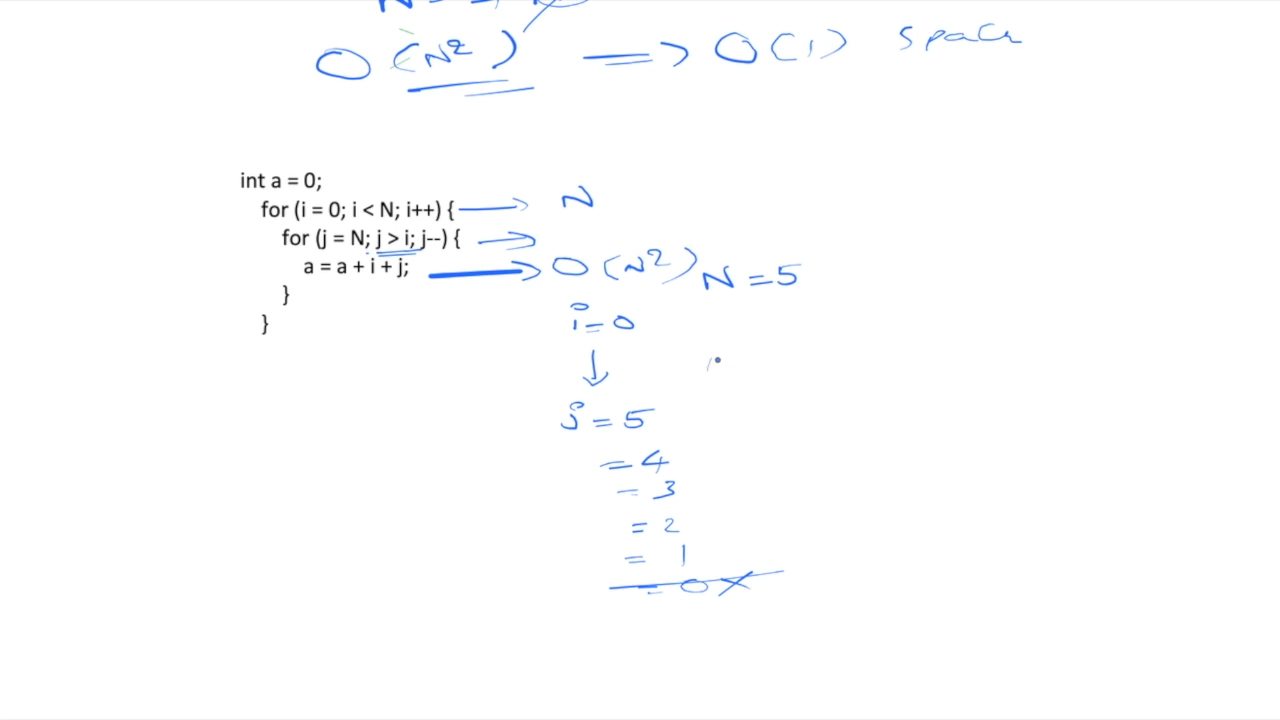 O(N²) ⟹ O(1) space
int a = 0;
for (i = 0; i < N; i++) { → N
for (j = N; j > i; j--) { →
a = a + i + j; → O(N²) N = 5
}
i = 0
}
↓
j = 5
= 4
= 3
= 2
= 1
= 0 ×